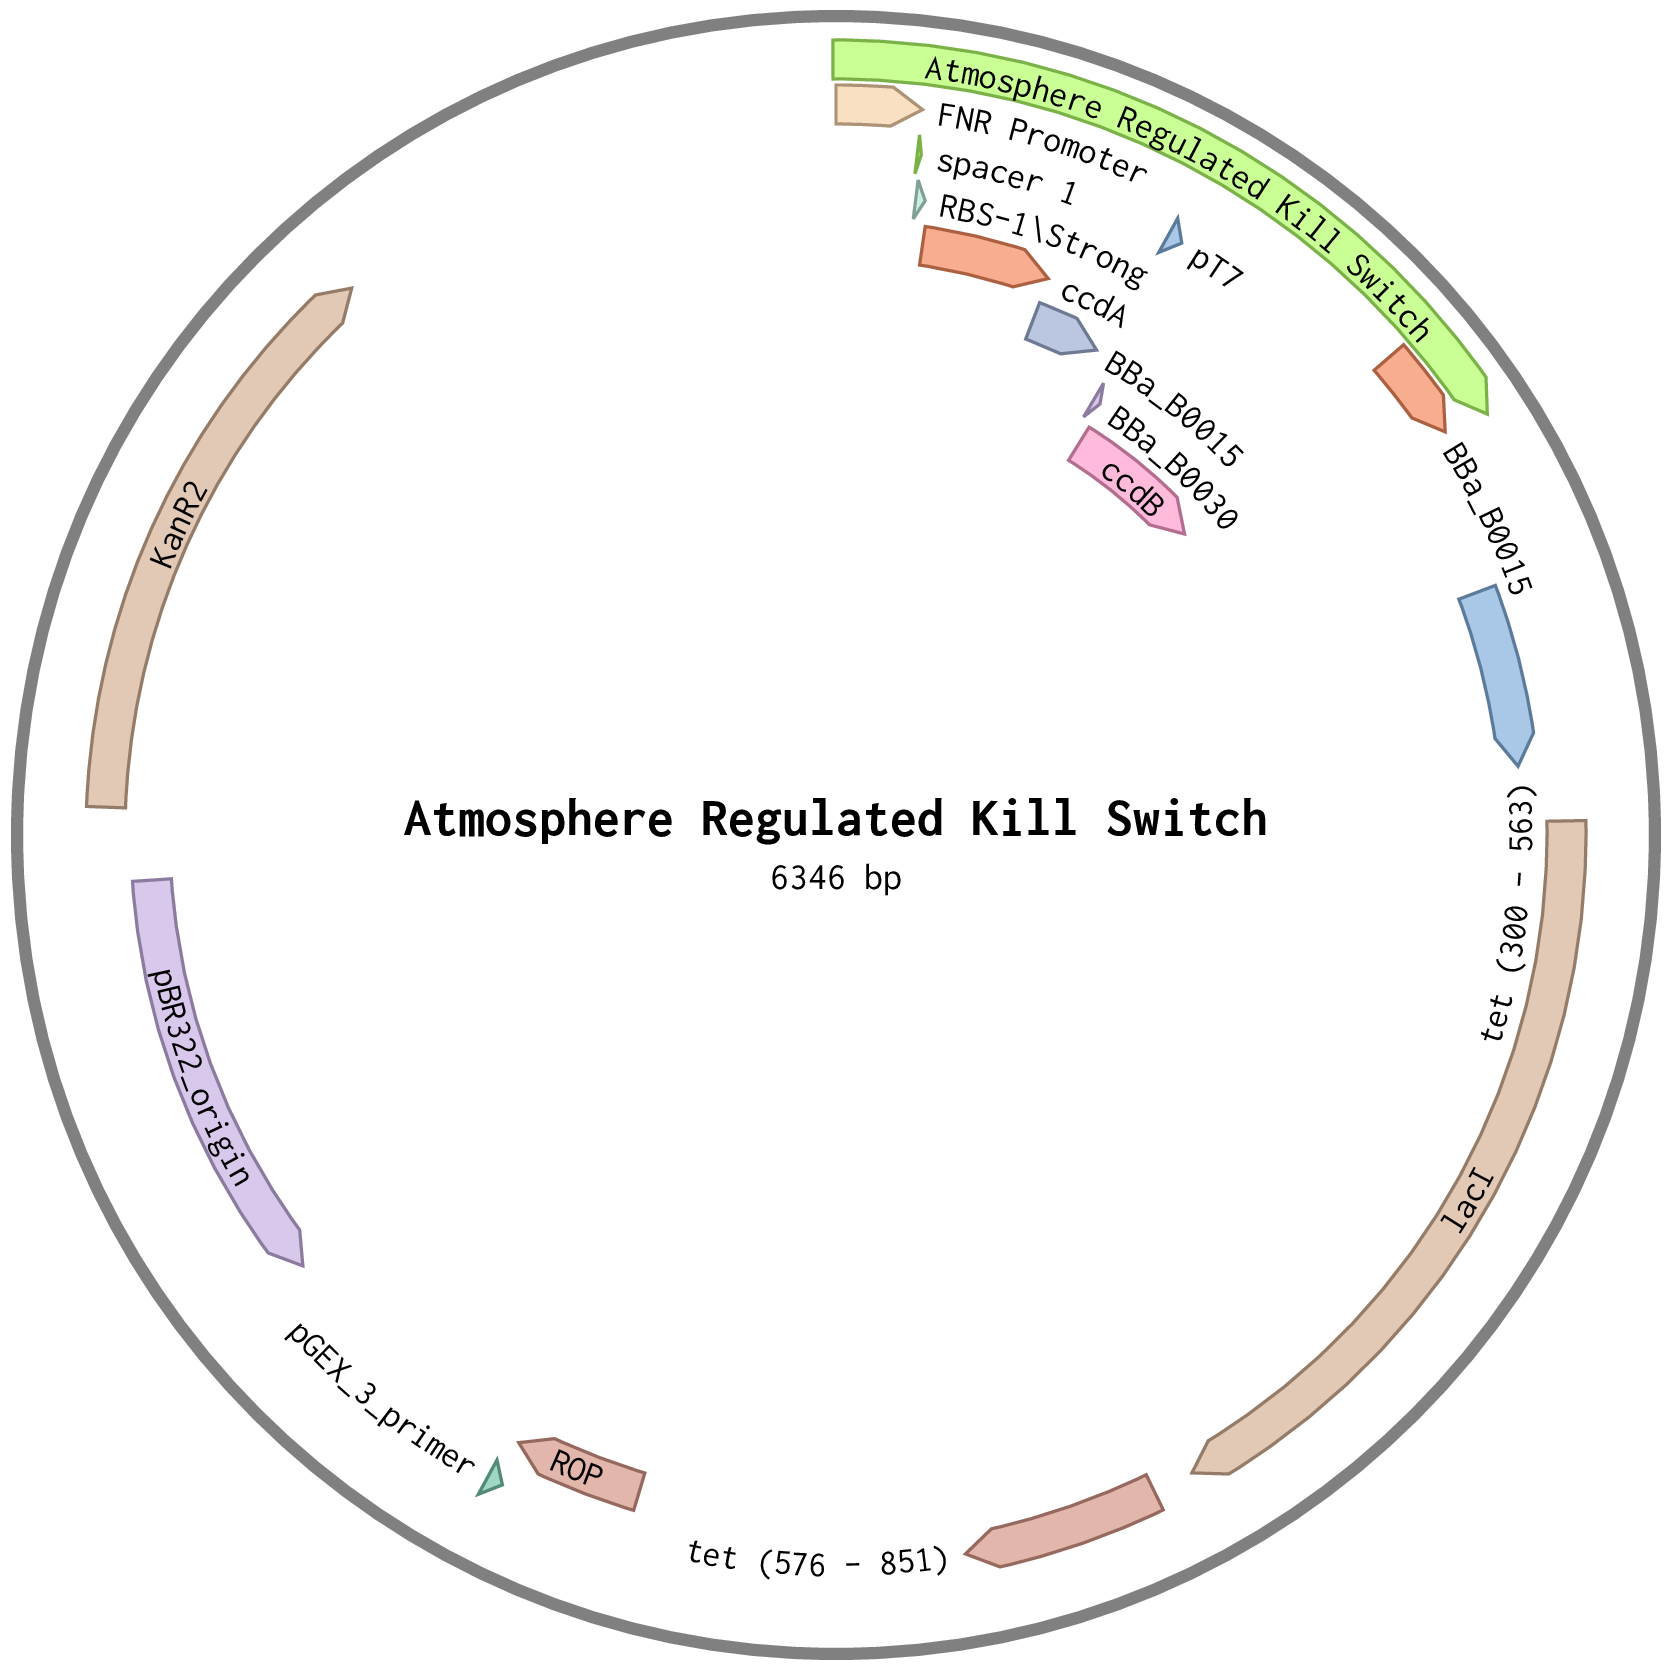 Atmosphere Regulated Kill Switch
FNR Promoter
spacer 1
RBS-1\Strong
pT7
ccdA
BBa_B0015
BBa_B0030
ccdB
BBa_B0015
KanR2
Atmosphere Regulated Kill Switch
6346 bp
tet (300 - 563)
pBR322_origin
lacI
pGEX_3_primer
ROP
tet (576 - 851)